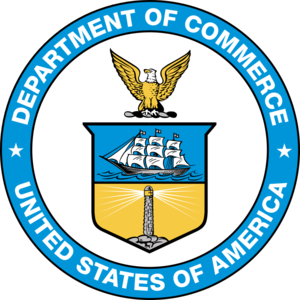 DEPARTMENT OF COMMERCE
UNITED STATES OF AMERICA